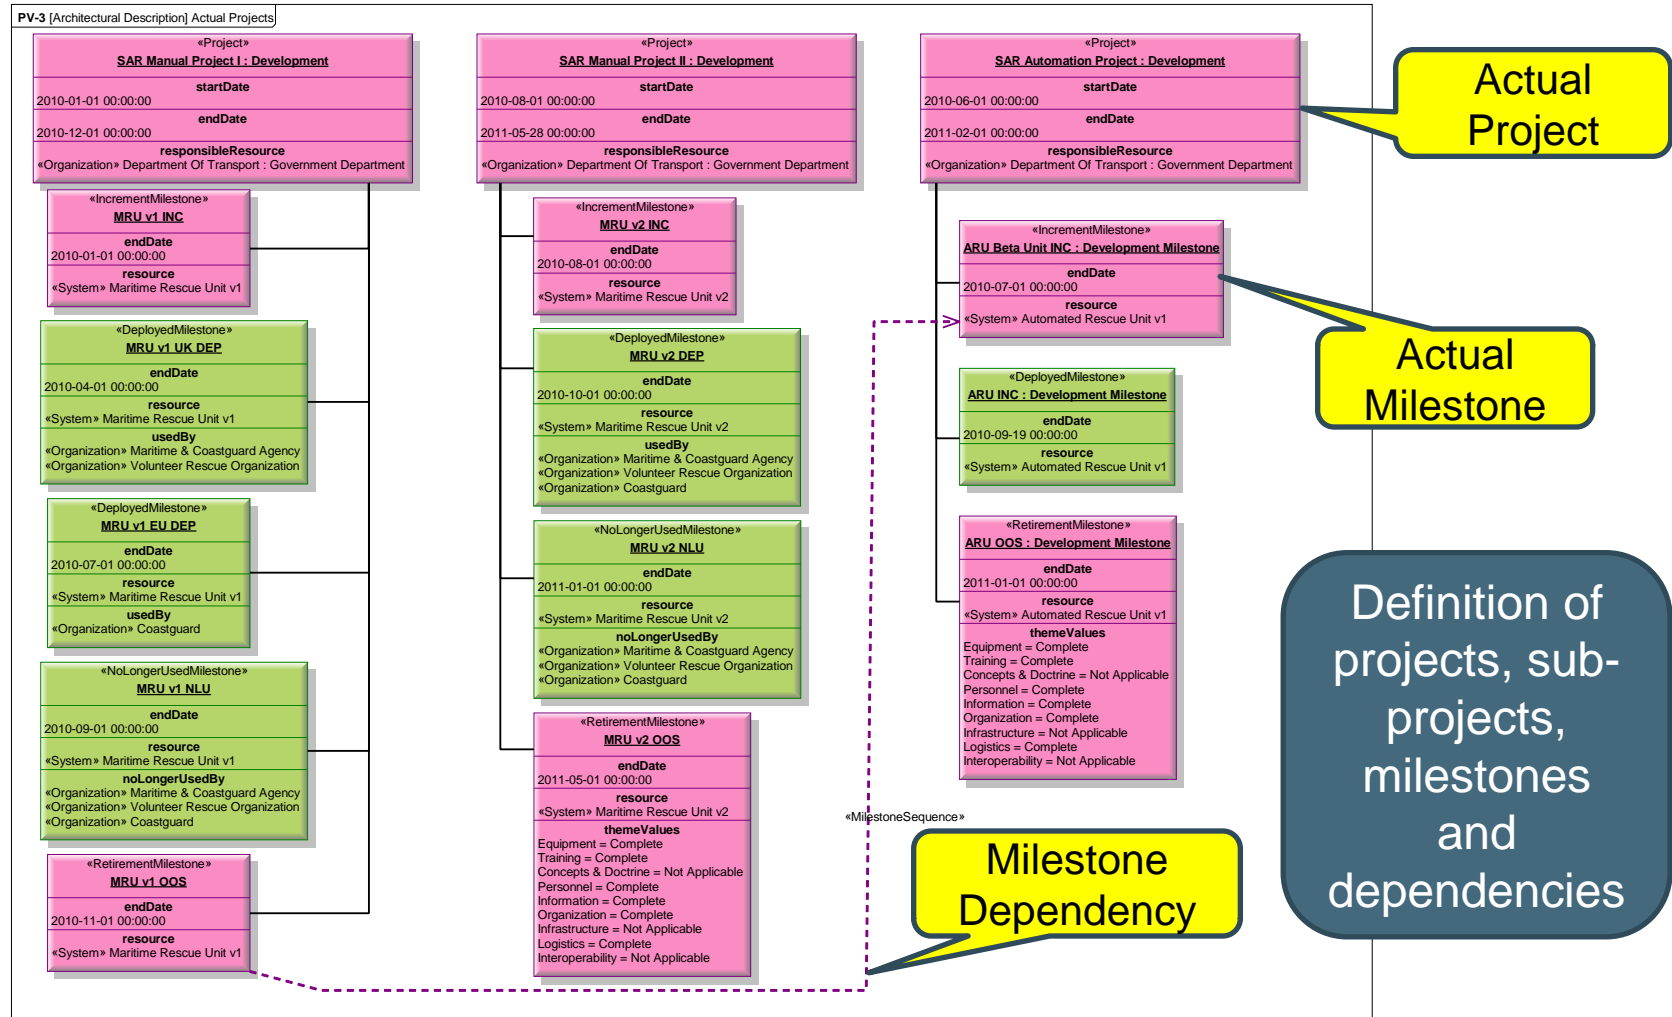 PV-3 [Architectural Description] Actual Projects
«Project»
SAR Manual Project I : Development
startDate
2010-01-01 00:00:00
endDate
2010-12-01 00:00:00
responsibleResource
«Organization» Department Of Transport : Government Department
«IncrementMilestone»
MRU v1 INC
endDate
2010-01-01 00:00:00
resource
«System» Maritime Rescue Unit v1
«DeployedMilestone»
MRU v1 UK DEP
endDate
2010-04-01 00:00:00
resource
«System» Maritime Rescue Unit v1
usedBy
«Organization» Maritime & Coastguard Agency
«Organization» Volunteer Rescue Organization
«DeployedMilestone»
MRU v1 EU DEP
endDate
2010-07-01 00:00:00
resource
«System» Maritime Rescue Unit v1
usedBy
«Organization» Coastguard
«NoLongerUsedMilestone»
MRU v1 NLU
endDate
2010-09-01 00:00:00
resource
«System» Maritime Rescue Unit v1
noLongerUsedBy
«Organization» Maritime & Coastguard Agency
«Organization» Volunteer Rescue Organization
«Organization» Coastguard
«RetirementMilestone»
MRU v1 OOS
endDate
2010-11-01 00:00:00
resource
«System» Maritime Rescue Unit v1
«Project»
SAR Manual Project II : Development
startDate
2010-08-01 00:00:00
endDate
2011-05-28 00:00:00
responsibleResource
«Organization» Department Of Transport : Government Department
«IncrementMilestone»
MRU v2 INC
endDate
2010-08-01 00:00:00
resource
«System» Maritime Rescue Unit v2
«DeployedMilestone»
MRU v2 DEP
endDate
2010-10-01 00:00:00
resource
«System» Maritime Rescue Unit v2
usedBy
«Organization» Maritime & Coastguard Agency
«Organization» Volunteer Rescue Organization
«Organization» Coastguard
«NoLongerUsedMilestone»
MRU v2 NLU
endDate
2011-01-01 00:00:00
resource
«System» Maritime Rescue Unit v2
noLongerUsedBy
«Organization» Maritime & Coastguard Agency
«Organization» Volunteer Rescue Organization
«Organization» Coastguard
«RetirementMilestone»
MRU v2 OOS
endDate
2011-05-01 00:00:00
resource
«System» Maritime Rescue Unit v2
themeValues
Equipment = Complete
Training = Complete
Concepts & Doctrine = Not Applicable
Personnel = Complete
Information = Complete
Organization = Complete
Infrastructure = Not Applicable
Logistics = Complete
Interoperability = Not Applicable
«Project»
SAR Automation Project : Development
startDate
2010-06-01 00:00:00
endDate
2011-02-01 00:00:00
responsibleResource
«Organization» Department Of Transport : Government Department
«IncrementMilestone»
ARU Beta Unit INC : Development Milestone
endDate
2010-07-01 00:00:00
resource
«System» Automated Rescue Unit v1
«DeployedMilestone»
ARU INC : Development Milestone
endDate
2010-09-19 00:00:00
resource
«System» Automated Rescue Unit v1
«RetirementMilestone»
ARU OOS : Development Milestone
endDate
2011-01-01 00:00:00
resource
«System» Automated Rescue Unit v1
themeValues
Equipment = Complete
Training = Complete
Concepts & Doctrine = Not Applicable
Personnel = Complete
Information = Complete
Organization = Complete
Infrastructure = Not Applicable
Logistics = Complete
Interoperability = Not Applicable
«MilestoneSequence»
Milestone
Dependency
Actual
Project
Actual
Milestone
Definition of
projects, sub-
projects,
milestones
and
dependencies